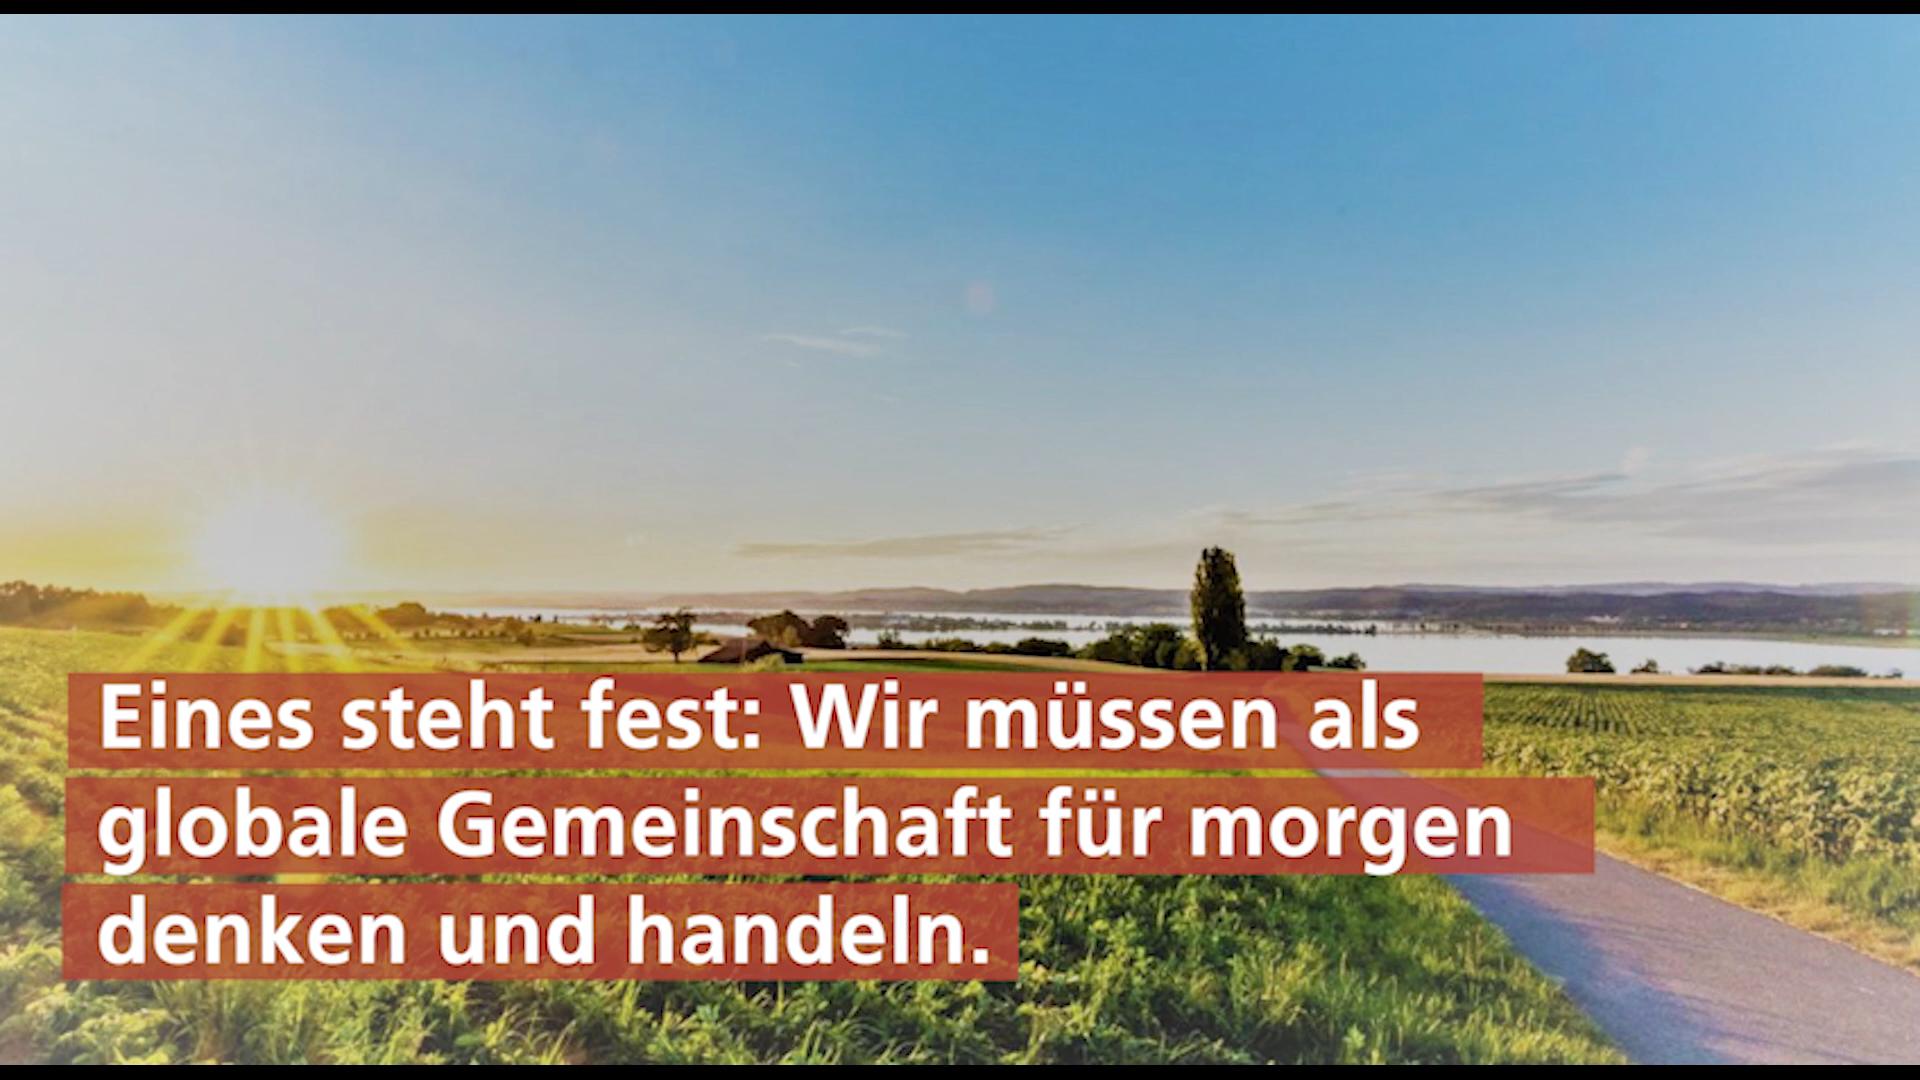 Eines steht fest: Wir müssen als
globale Gemeinschaft für morgen
denken und handeln.